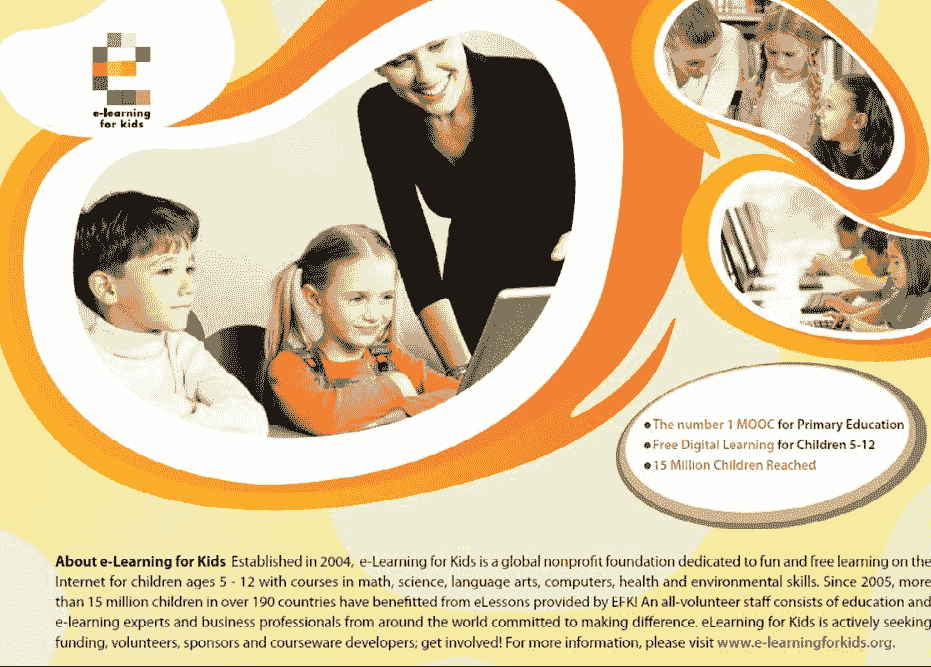 e-learning
for kids
The number 1 MOOC for Primary Education
Free Digital Learning for Children 5-12
15 Million Children Reached
About e-Learning for Kids Established in 2004, e-Learning for Kids is a global nonprofit foundation dedicated to fun and free learning on the
Internet for children ages 5 - 12 with courses in math, science, language arts, computers, health and environmental skills. Since 2005, more
than 15 million children in over 190 countries have benefitted from eLessons provided by EFK! An all-volunteer staff consists of education and
e-learning experts and business professionals from around the world committed to making difference. eLearning for Kids is actively seeking
funding, volunteers, sponsors and courseware developers; get involved! For more information, please visit www.e-learningforkids.org.